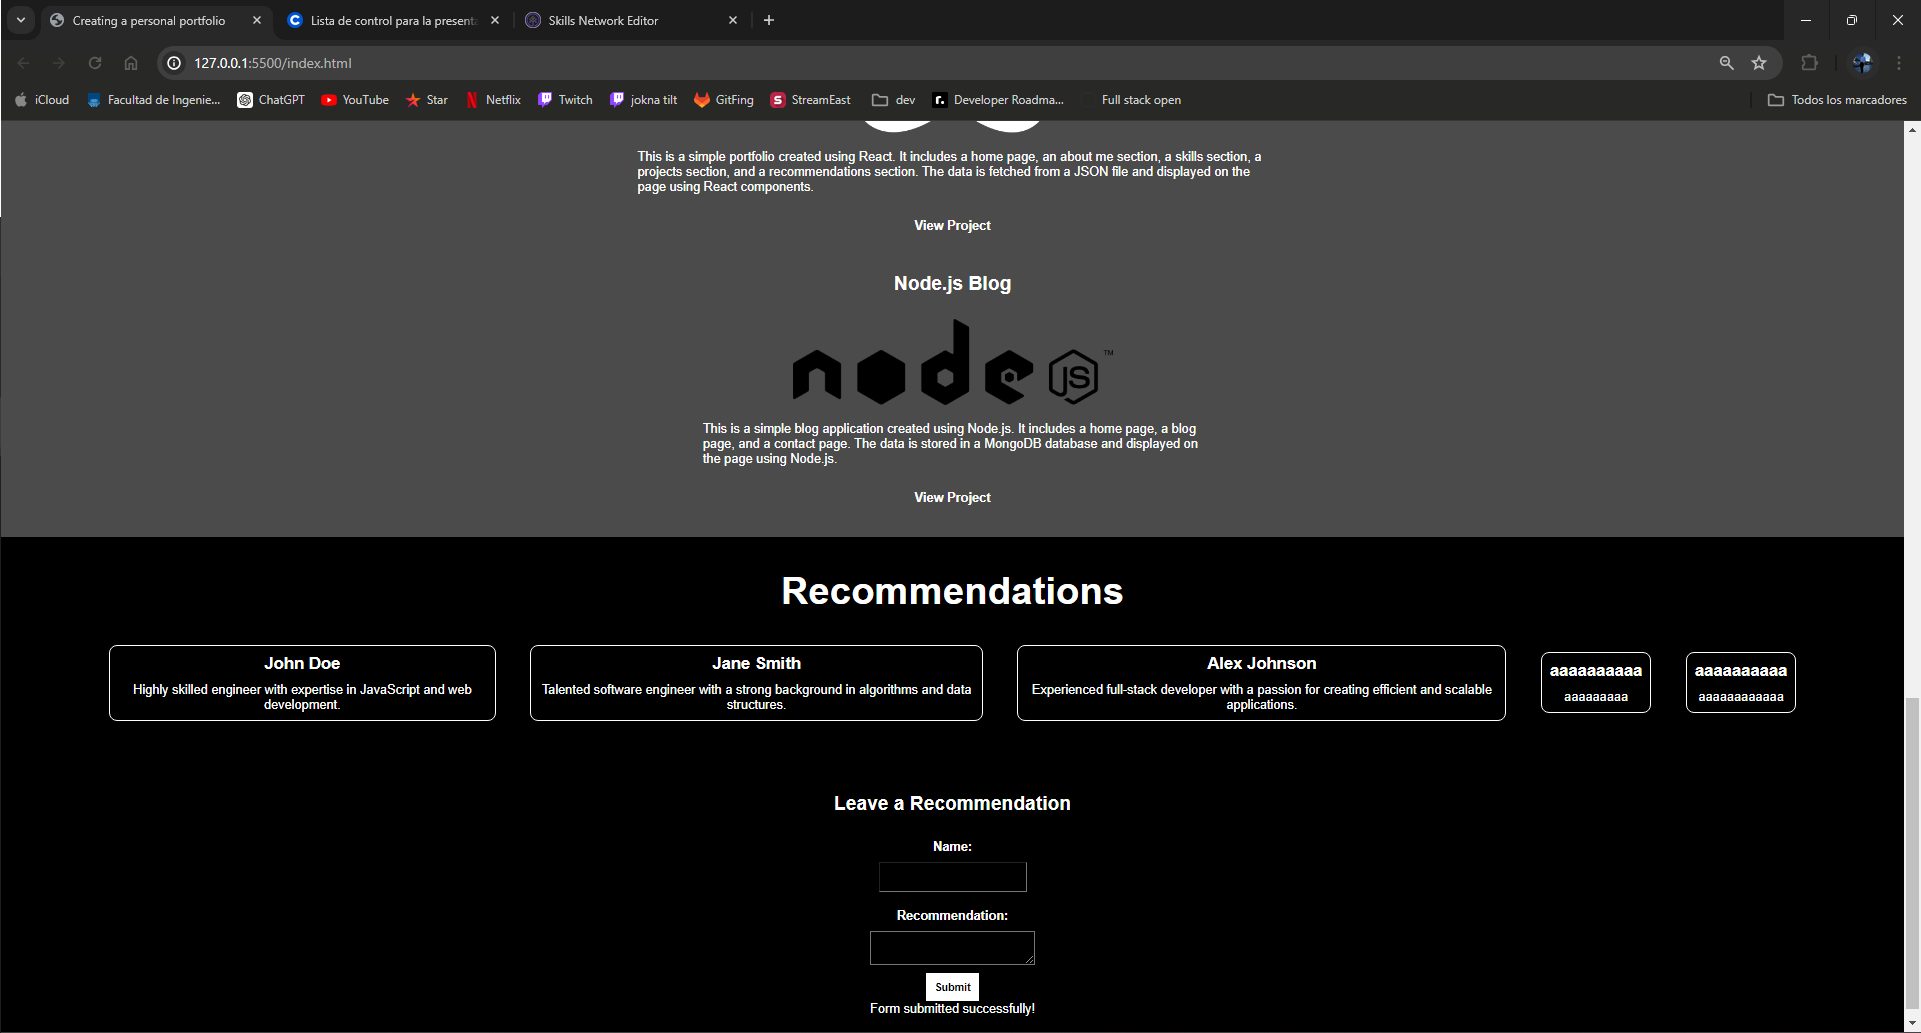 Creating a personal portfolio
Lista de control para la presenta
Skills Network Editor
127.0.0.1:5500/index.html
iCloud
Facultad de Ingenie...
ChatGPT
YouTube
Star
Netflix
Twitch
jokna tilt
GitFing
StreamEast
dev
Developer Roadma...
Full stack open
Todos los marcadores
This is a simple portfolio created using React. It includes a home page, an about me section, a skills section, a
projects section, and a recommendations section. The data is fetched from a JSON file and displayed on the
page using React components.
View Project
Node.js Blog
node JS ™
This is a simple blog application created using Node.js. It includes a home page, a blog
page, and a contact page. The data is stored in a MongoDB database and displayed on
the page using Node.js.
View Project
Recommendations
John Doe
Highly skilled engineer with expertise in JavaScript and web
development.
Jane Smith
Talented software engineer with a strong background in algorithms and data
structures.
Alex Johnson
Experienced full-stack developer with a passion for creating efficient and scalable
applications.
aaaaaaaaaa
aaaaaaaaa
aaaaaaaaaa
aaaaaaaaaaaa
Leave a Recommendation
Name:
Recommendation:
Submit
Form submitted successfully!